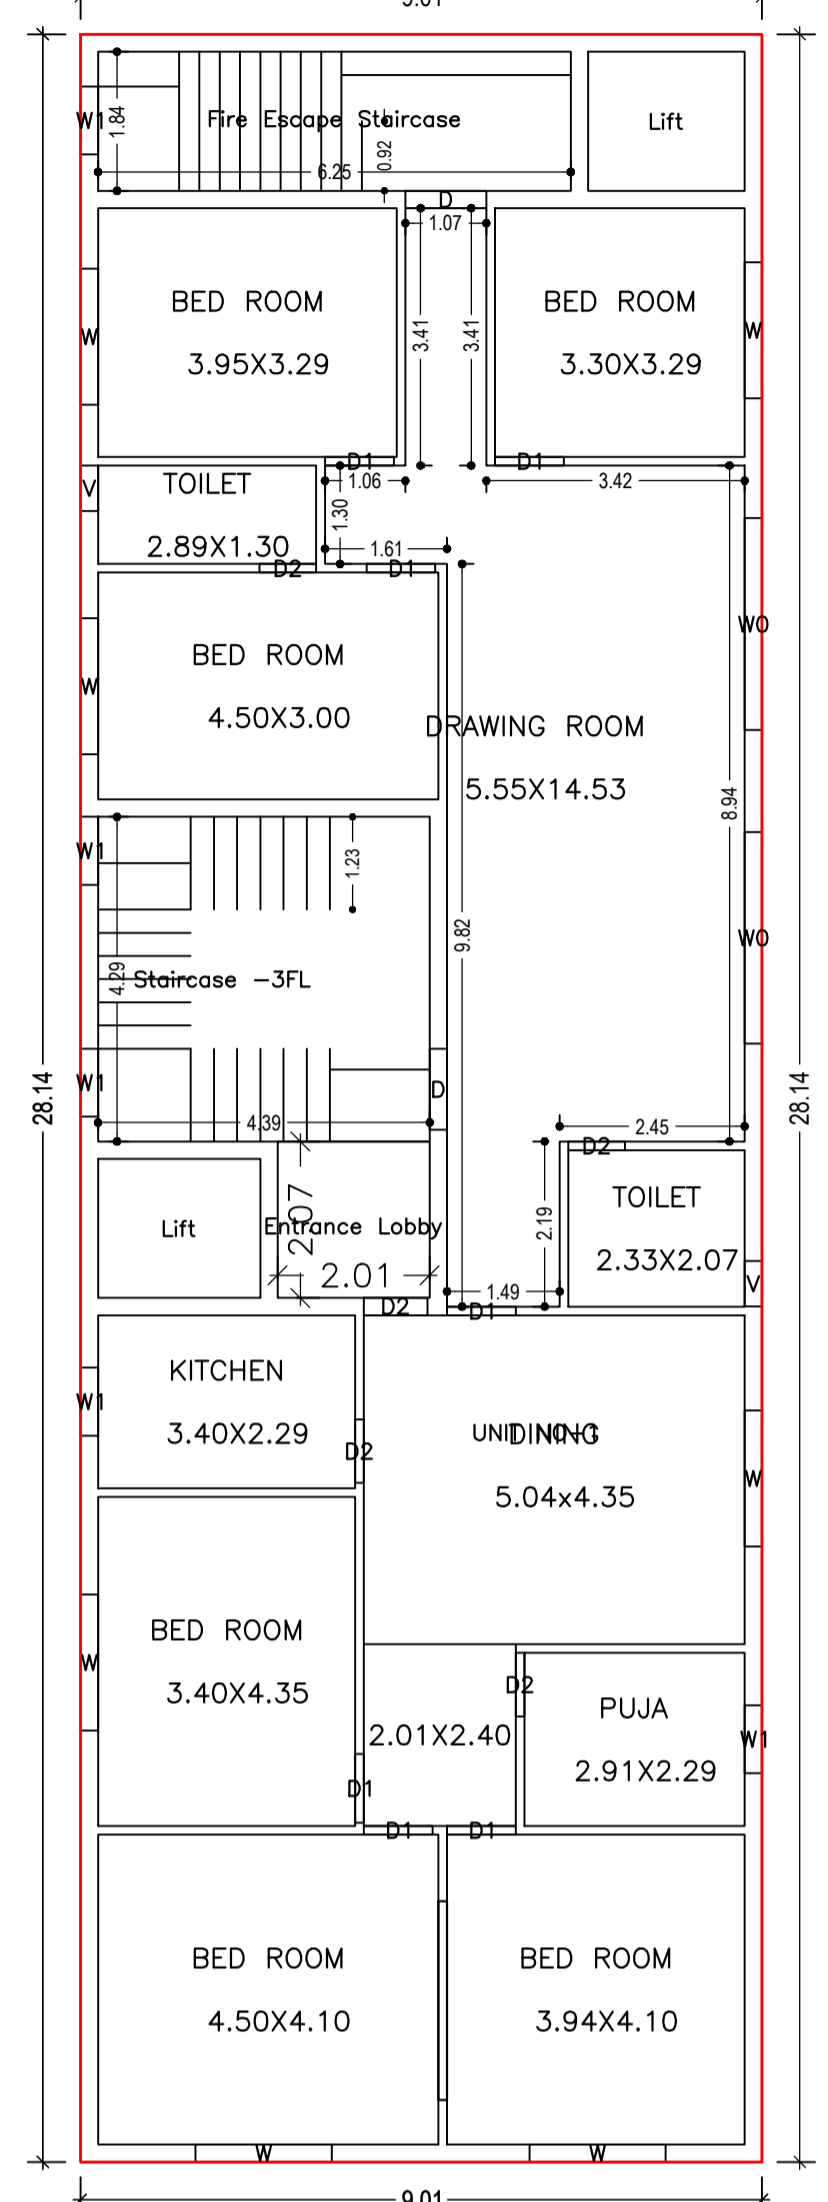 9.01
W1
1.84
Fire Escape Staircase
0.92
Lift
6.25
D
1.07
BED ROOM
3.95X3.29
W
3.41
3.41
BED ROOM
3.30X3.29
W
D1
D1
V
TOILET
2.89X1.30
1.06
1.30
3.42
1.61
D2
D1
W
BED ROOM
4.50X3.00
WO
DRAWING ROOM
5.55X14.53
8.94
W1
1.23
9.82
WO
4.29
Staircase -3FL
W1
D
28.14
28.14
4.39
2.45
D2
2.07
Lift
Entrance Lobby
2.01
2.19
TOILET
2.33X2.07
V
1.49
D2
D1
KITCHEN
3.40X2.29
W1
D2
DINING
5.04x4.35
W
BED ROOM
3.40X4.35
W
D2
2.01X2.40
PUJA
2.91X2.29
W1
D1
D1
D1
BED ROOM
4.50X4.10
BED ROOM
3.94X4.10
W
W
9.01